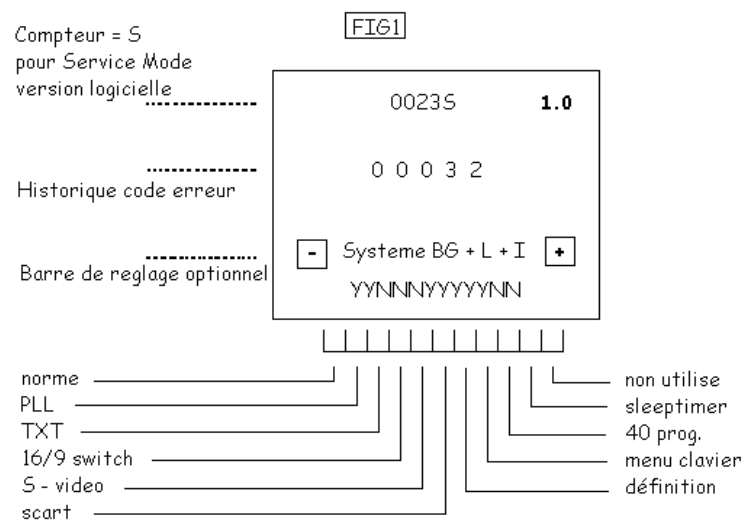 FIG1
Compteur = S
pour Service Mode
version logicielle
0023S 1.0
0 0 0 3 2
Historique code erreur
- Systeme BG + L + I +
Barre de reglage optionnel
YYNNNYYYYYNN
norme
PLL
TXT
16/9 switch
S - video
scart
non utilise
sleeptimer
40 prog.
menu clavier
définition